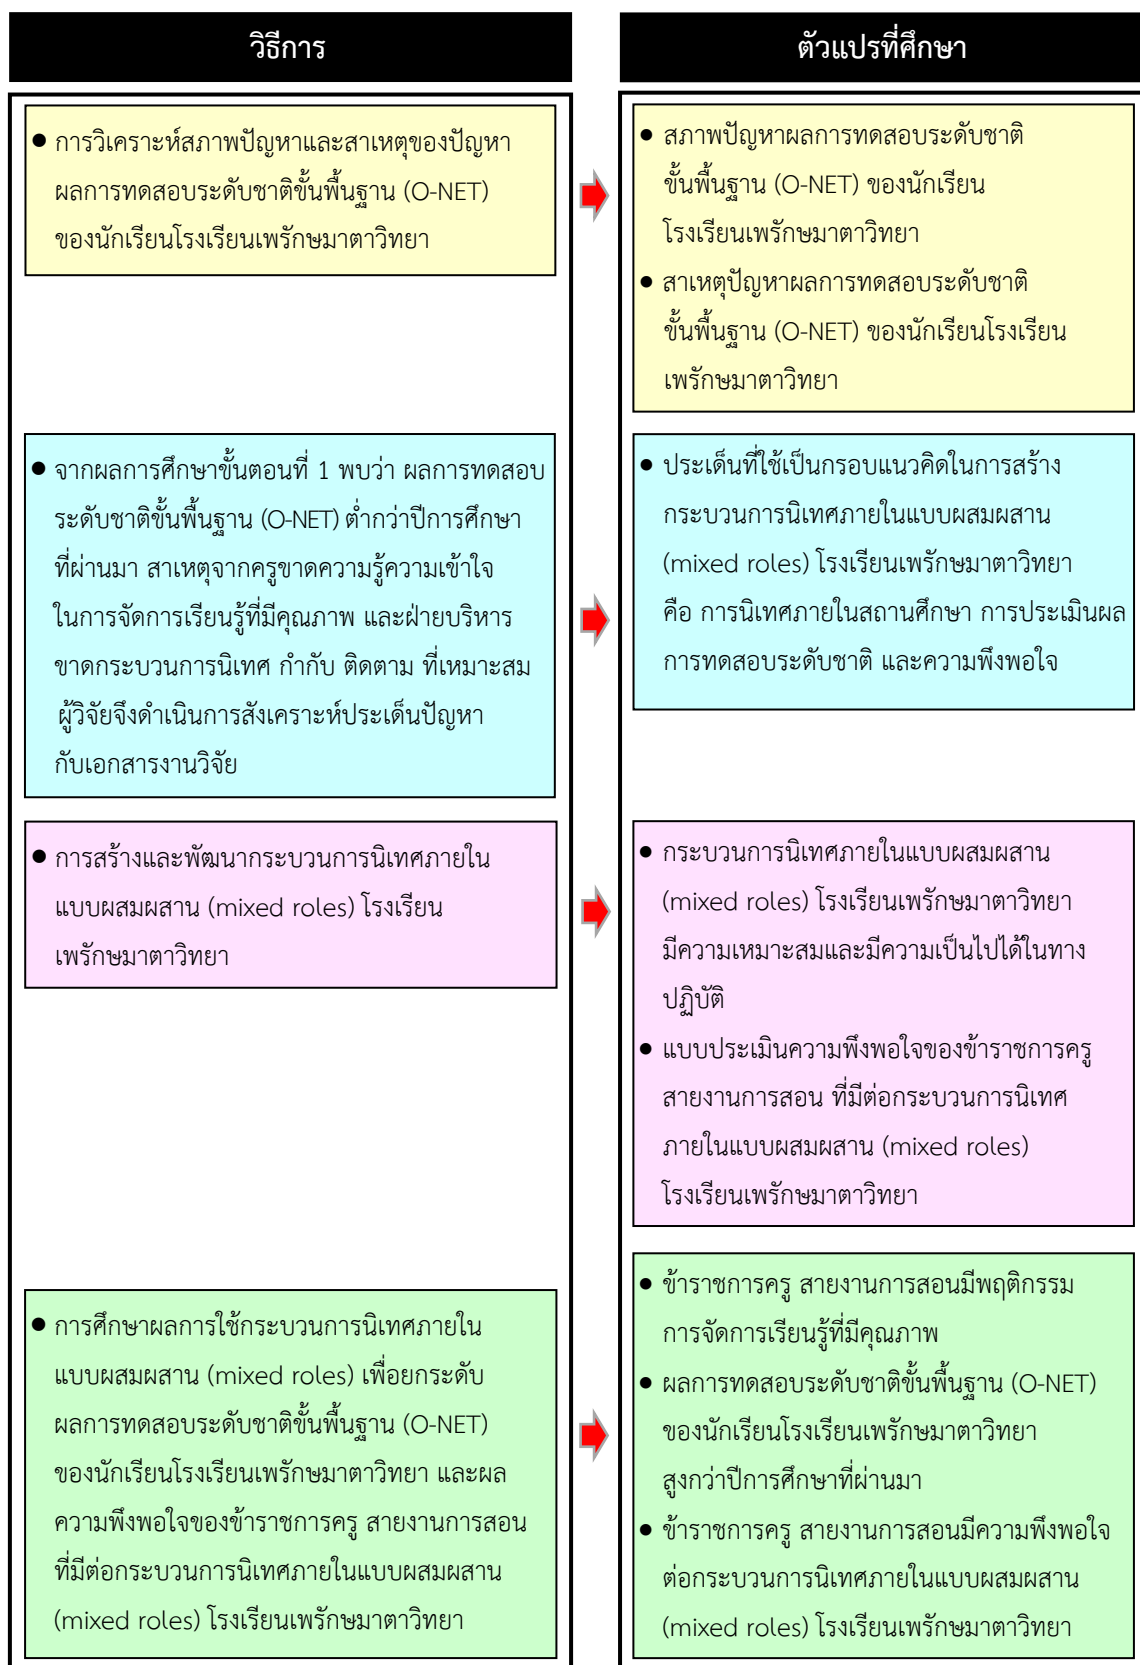 วิธีการ
ตัวแปรที่ศึกษา
● การวิเคราะห์สภาพปัญหาและสาเหตุของปัญหา
ผลการทดสอบระดับชาติขั้นพื้นฐาน (O-NET)
ของนักเรียนโรงเรียนเพรักษมาตาวิทยา
● สภาพปัญหาผลการทดสอบระดับชาติ
ขั้นพื้นฐาน (O-NET) ของนักเรียน
โรงเรียนเพรักษมาตาวิทยา
● สาเหตุปัญหาผลการทดสอบระดับชาติ
ขั้นพื้นฐาน (O-NET) ของนักเรียนโรงเรียน
เพรักษมาตาวิทยา
● จากผลการศึกษาขั้นตอนที่ 1 พบว่า ผลการทดสอบ
ระดับชาติขั้นพื้นฐาน (O-NET) ต่ำกว่าปีการศึกษา
ที่ผ่านมา สาเหตุจากครูขาดความรู้ความเข้าใจ
ในการจัดการเรียนรู้ที่มีคุณภาพ และฝ่ายบริหาร
ขาดกระบวนการนิเทศ กำกับ ติดตาม ที่เหมาะสม
ผู้วิจัยจึงดำเนินการสังเคราะห์ประเด็นปัญหา
กับเอกสารงานวิจัย
● ประเด็นที่ใช้เป็นกรอบแนวคิดในการสร้าง
กระบวนการนิเทศภายในแบบผสมผสาน
(mixed roles) โรงเรียนเพรักษมาตาวิทยา
คือ การนิเทศภายในสถานศึกษา การประเมินผล
การทดสอบระดับชาติ และความพึงพอใจ
● การสร้างและพัฒนากระบวนการนิเทศภายใน
แบบผสมผสาน (mixed roles) โรงเรียน
เพรักษมาตาวิทยา
● กระบวนการนิเทศภายในแบบผสมผสาน
(mixed roles) โรงเรียนเพรักษมาตาวิทยา
มีความเหมาะสมและมีความเป็นไปได้ในทาง
ปฏิบัติ
● แบบประเมินความพึงพอใจของข้าราชการครู
สายงานการสอน ที่มีต่อกระบวนการนิเทศ
ภายในแบบผสมผสาน (mixed roles)
โรงเรียนเพรักษมาตาวิทยา
● การศึกษาผลการใช้กระบวนการนิเทศภายใน
แบบผสมผสาน (mixed roles) เพื่อยกระดับ
ผลการทดสอบระดับชาติขั้นพื้นฐาน (O-NET)
ของนักเรียนโรงเรียนเพรักษมาตาวิทยา และผล
ความพึงพอใจของข้าราชการครู สายงานการสอน
ที่มีต่อกระบวนการนิเทศภายในแบบผสมผสาน
(mixed roles) โรงเรียนเพรักษมาตาวิทยา
● ข้าราชการครู สายงานการสอนมีพฤติกรรม
การจัดการเรียนรู้ที่มีคุณภาพ
● ผลการทดสอบระดับชาติขั้นพื้นฐาน (O-NET)
ของนักเรียนโรงเรียนเพรักษมาตาวิทยา
สูงกว่าปีการศึกษาที่ผ่านมา
● ข้าราชการครู สายงานการสอนมีความพึงพอใจ
ต่อกระบวนการนิเทศภายในแบบผสมผสาน
(mixed roles) โรงเรียนเพรักษมาตาวิทยา